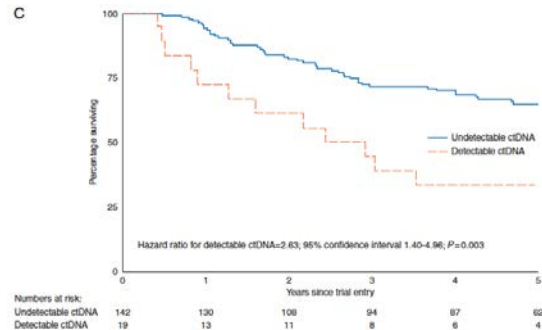 C
100
75
50
25
0
Percentage surviving
Undetectable ctDNA
Detectable ctDNA
Hazard ratio for detectable ctDNA=2.63; 95% confidence interval 1.40-4.96; P=0.003
0 1 2 3 4 5
Years since trial entry
Numbers at risk:
Undetectable ctDNA 142 130 108 94 87 62
Detectable ctDNA 19 13 11 8 6 4